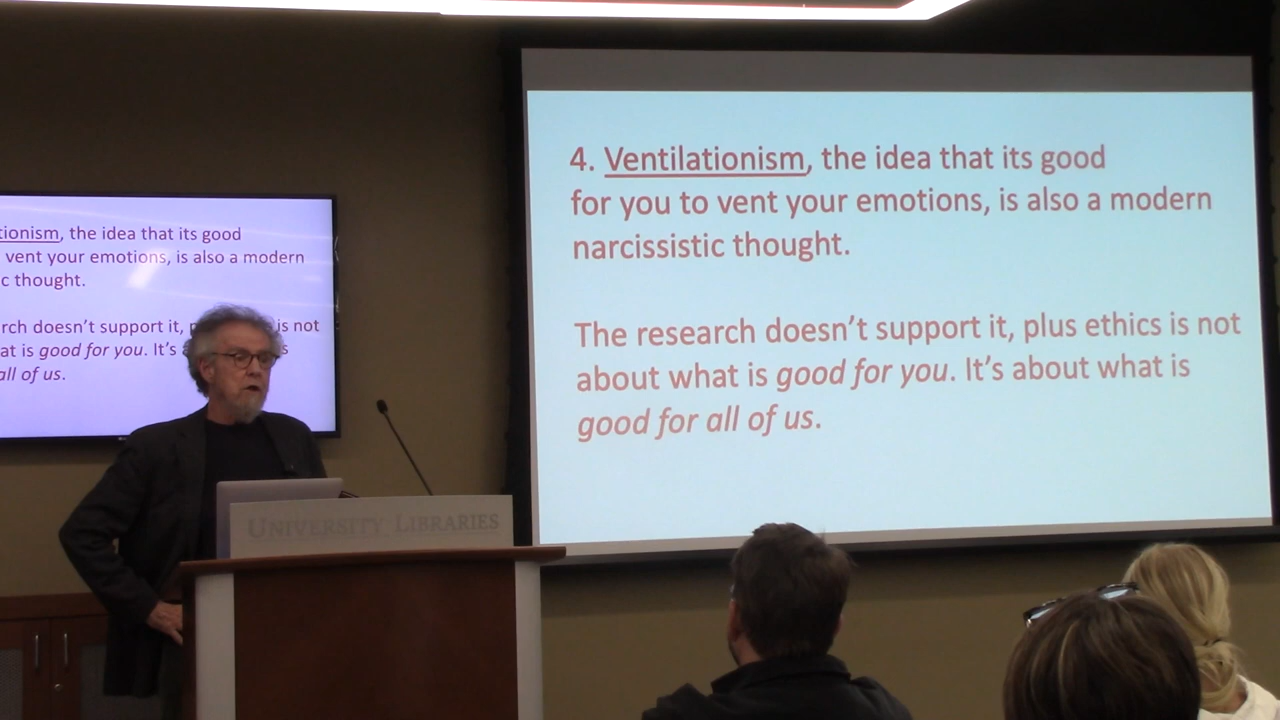 4. Ventilationism, the idea that its good
for you to vent your emotions, is also a modern
narcissistic thought.
The research doesn't support it, plus ethics is not
about what is good for you. It's about what is
good for all of us.
tionism, the idea that its good
vent your emotions, is also a modern
c thought.
rch doesn't support it, is not
at is good for you. It's
all of us.
UNIVERSITY LIBRARIES